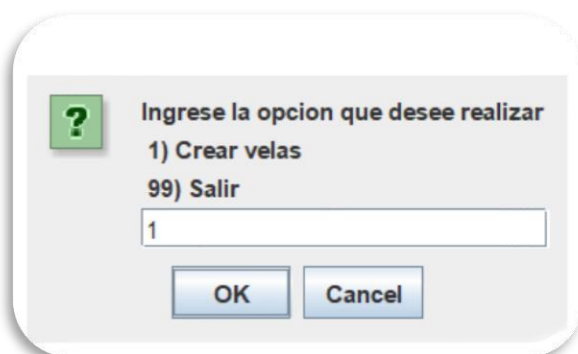 ?
Ingrese la opcion que desee realizar
1) Crear velas
99) Salir
1
OK Cancel